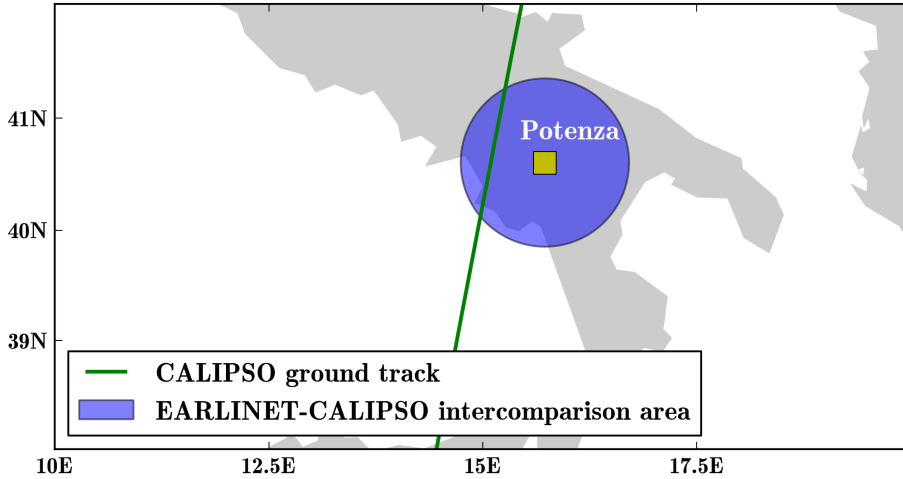 41N
Potenza
40N
39N
CALIPSO ground track
EARLINET-CALIPSO intercomparison area
10E 12.5E 15E 17.5E